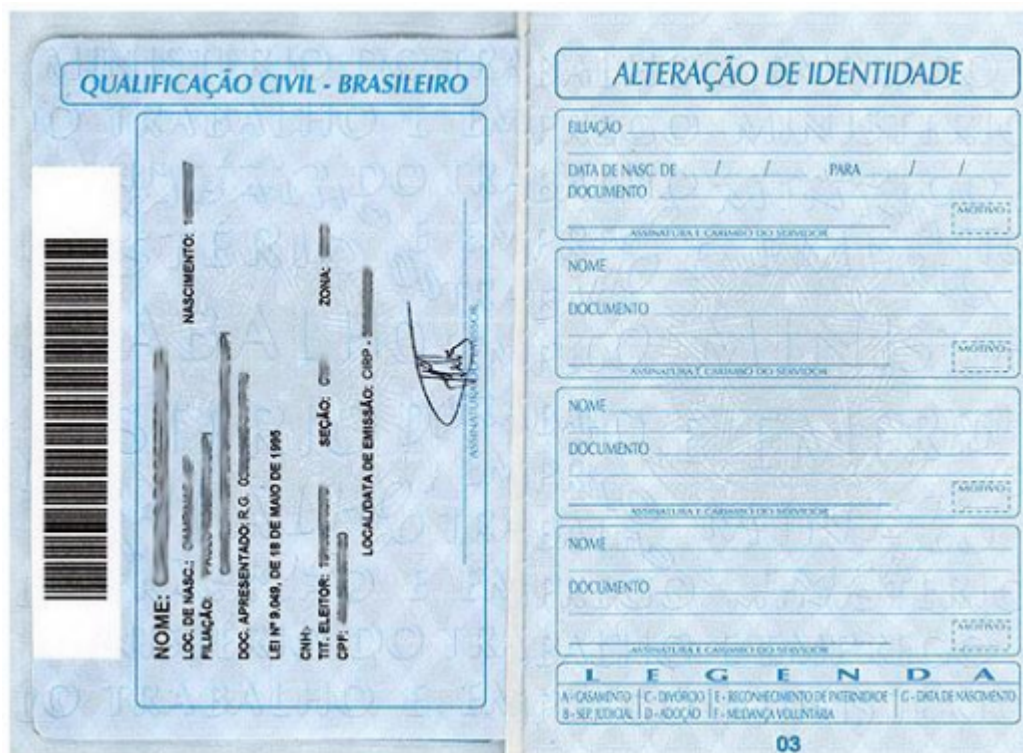 QUALIFICAÇÃO CIVIL - BRASILEIRO
NOME:
LOC. DE NASC.: NASCIMENTO:
FILIAÇÃO:
DOC. APRESENTADO: R.G.
LEI Nº 9.049, DE 18 DE MAIO DE 1995
CNH:
TIT. ELEITOR: SEÇÃO: ZONA:
CPF:
LOCAL/DATA DE EMISSÃO: CIRP -
ASSINATURA DO EMISSOR
ALTERAÇÃO DE IDENTIDADE
FILIAÇÃO
DATA DE NASC. DE / / PARA / /
DOCUMENTO
MOTIVO
ASSINATURA E CARIMBO DO SERVIDOR
NOME
DOCUMENTO
MOTIVO
ASSINATURA E CARIMBO DO SERVIDOR
NOME
DOCUMENTO
MOTIVO
ASSINATURA E CARIMBO DO SERVIDOR
NOME
DOCUMENTO
MOTIVO
ASSINATURA E CARIMBO DO SERVIDOR
LEGENDA
A - CASAMENTO C - DIVÓRCIO E - RECONHECIMENTO DE PATERNIDADE G - DATA DE NASCIMENTO
B - SEP. JUDICIAL D - ADOÇÃO F - MUDANÇA VOLUNTÁRIA
03